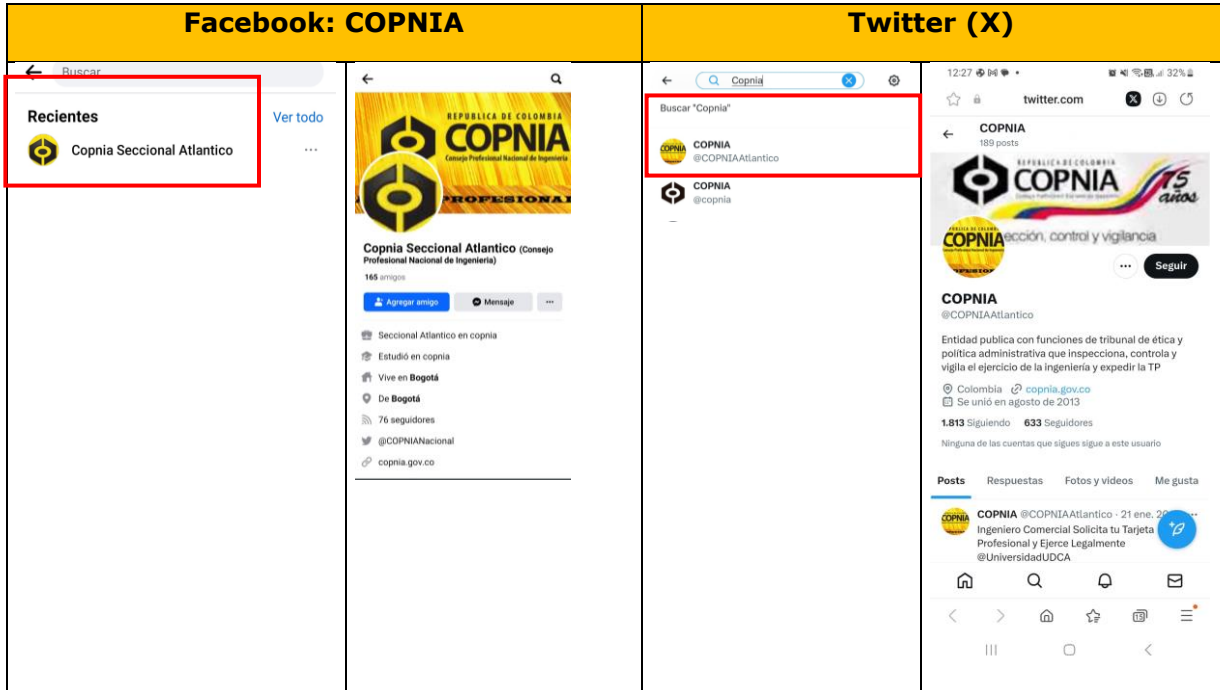 Facebook: COPNIA
Twitter (X)
Buscar
Recientes
Ver todo
Copnia Seccional Atlantico
REPUBLICA DE COLOMBIA
COPNIA
Consejo Profesional Nacional de Ingenieria
PROFESIONAL
Copnia Seccional Atlantico (Consejo
Profesional Nacional de Ingenieria)
165 amigos
Agregar amigo
Mensaje
Seccional Atlantico en copnia
Estudió en copnia
Vive en Bogotá
De Bogotá
76 seguidores
@COPNIANacional
copnia.gov.co
Copnia
Buscar "Copnia"
COPNIA
COPNIA
@COPNIAAtlantico
COPNIA
@copnia
12:27
32%
twitter.com
COPNIA
189 posts
REPUBLICA DE COLOMBIA
COPNIA
75
años
COPNIA
ección, control y vigilancia
Seguir
COPNIA
@COPNIAAtlantico
Entidad publica con funciones de tribunal de ética y
política administrativa que inspecciona, controla y
vigila el ejercicio de la ingeniería y expedir la TP
Colombia copnia.gov.co
Se unió en agosto de 2013
1.813 Siguiendo 633 Seguidores
Ninguna de las cuentas que sigues sigue a este usuario
Posts Respuestas Fotos y videos Me gusta
COPNIA
COPNIA @COPNIAAtlantico · 21 ene.
Ingeniero Comercial Solicita tu Tarjeta
Profesional y Ejerce Legalmente
@UniversidadUDCA